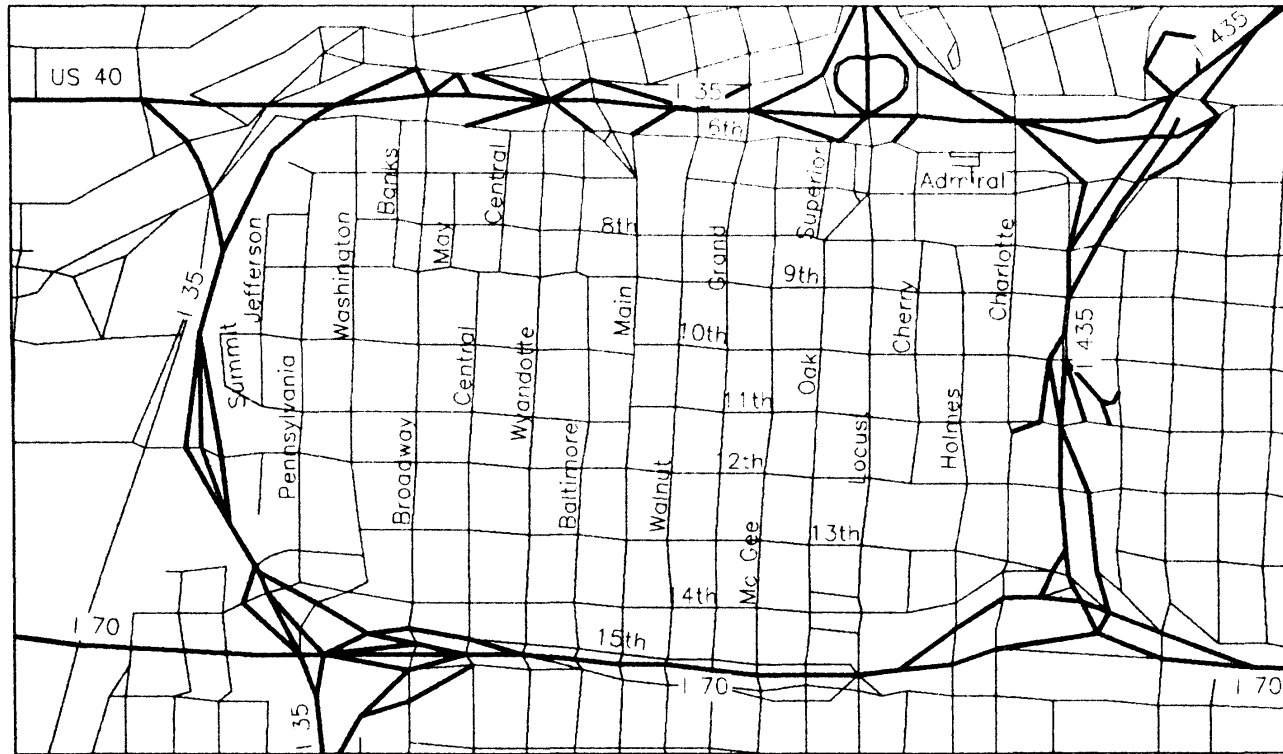 435
US 40
I 35
6th
Banks
Central
Superior
Admiral
Jefferson
Washington
May
8th
Grand
9th
Charlotte
I 35
Main
10th
Cherry
I 435
Summit
Pennsylvania
Central
Wyandotte
Oak
11th
Broadway
Baltimore
Walnut
12th
Locust
Holmes
13th
Mc Gee
14th
I 70
15th
I 70
I 70
I 35